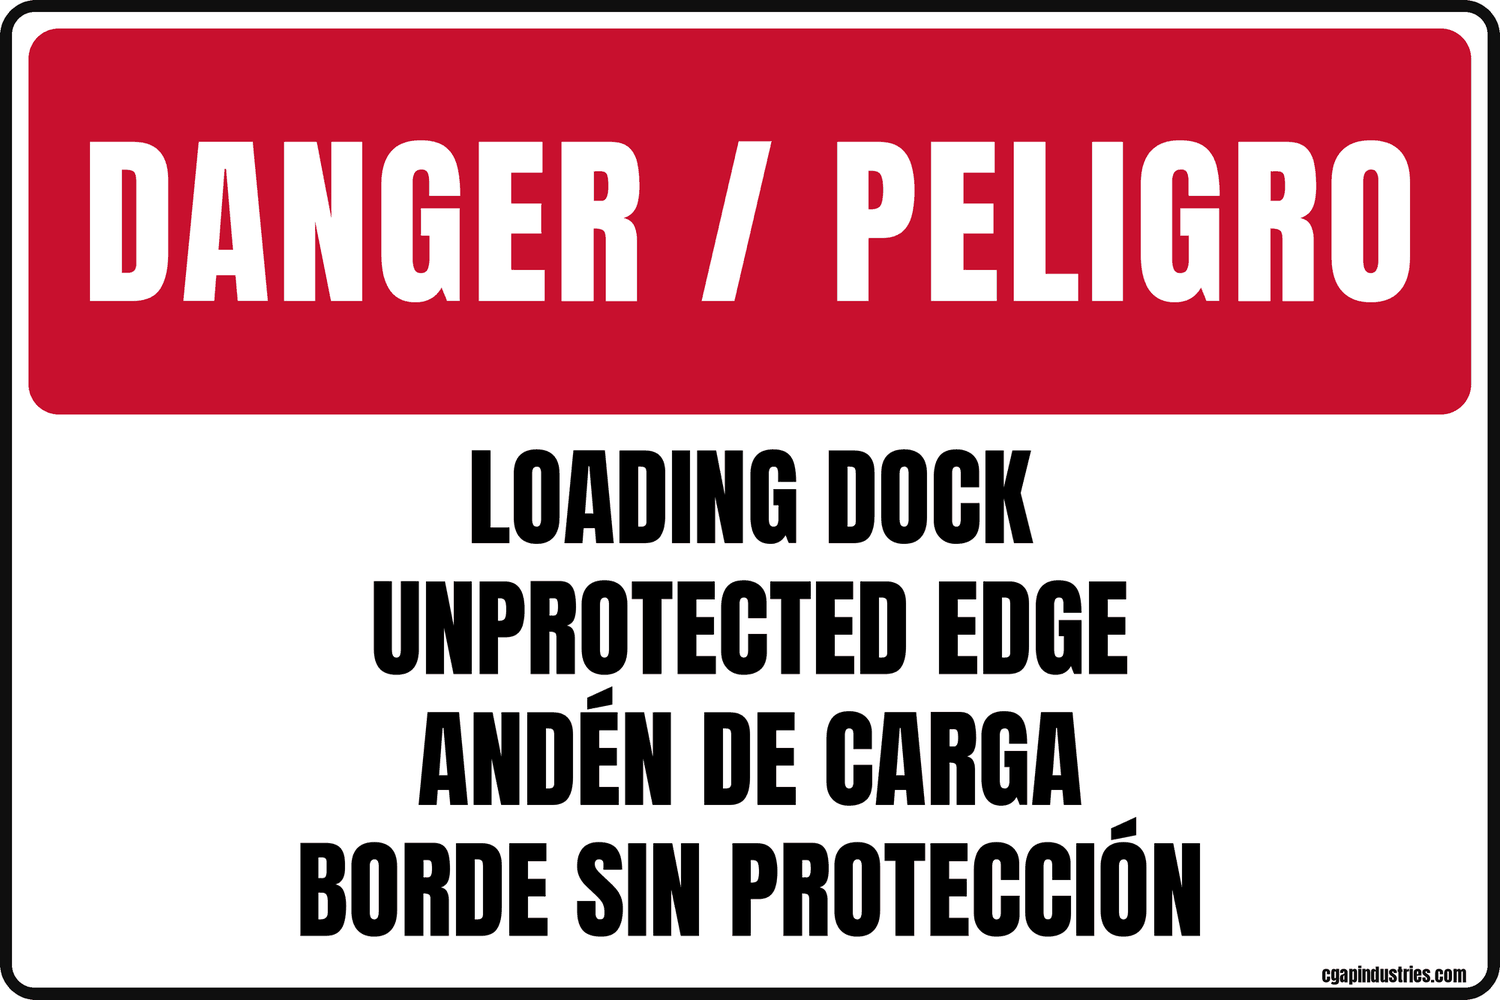 DANGER / PELIGRO
LOADING DOCK
UNPROTECTED EDGE
ANDÉN DE CARGA
BORDE SIN PROTECCIÓN
cgapindustries.com